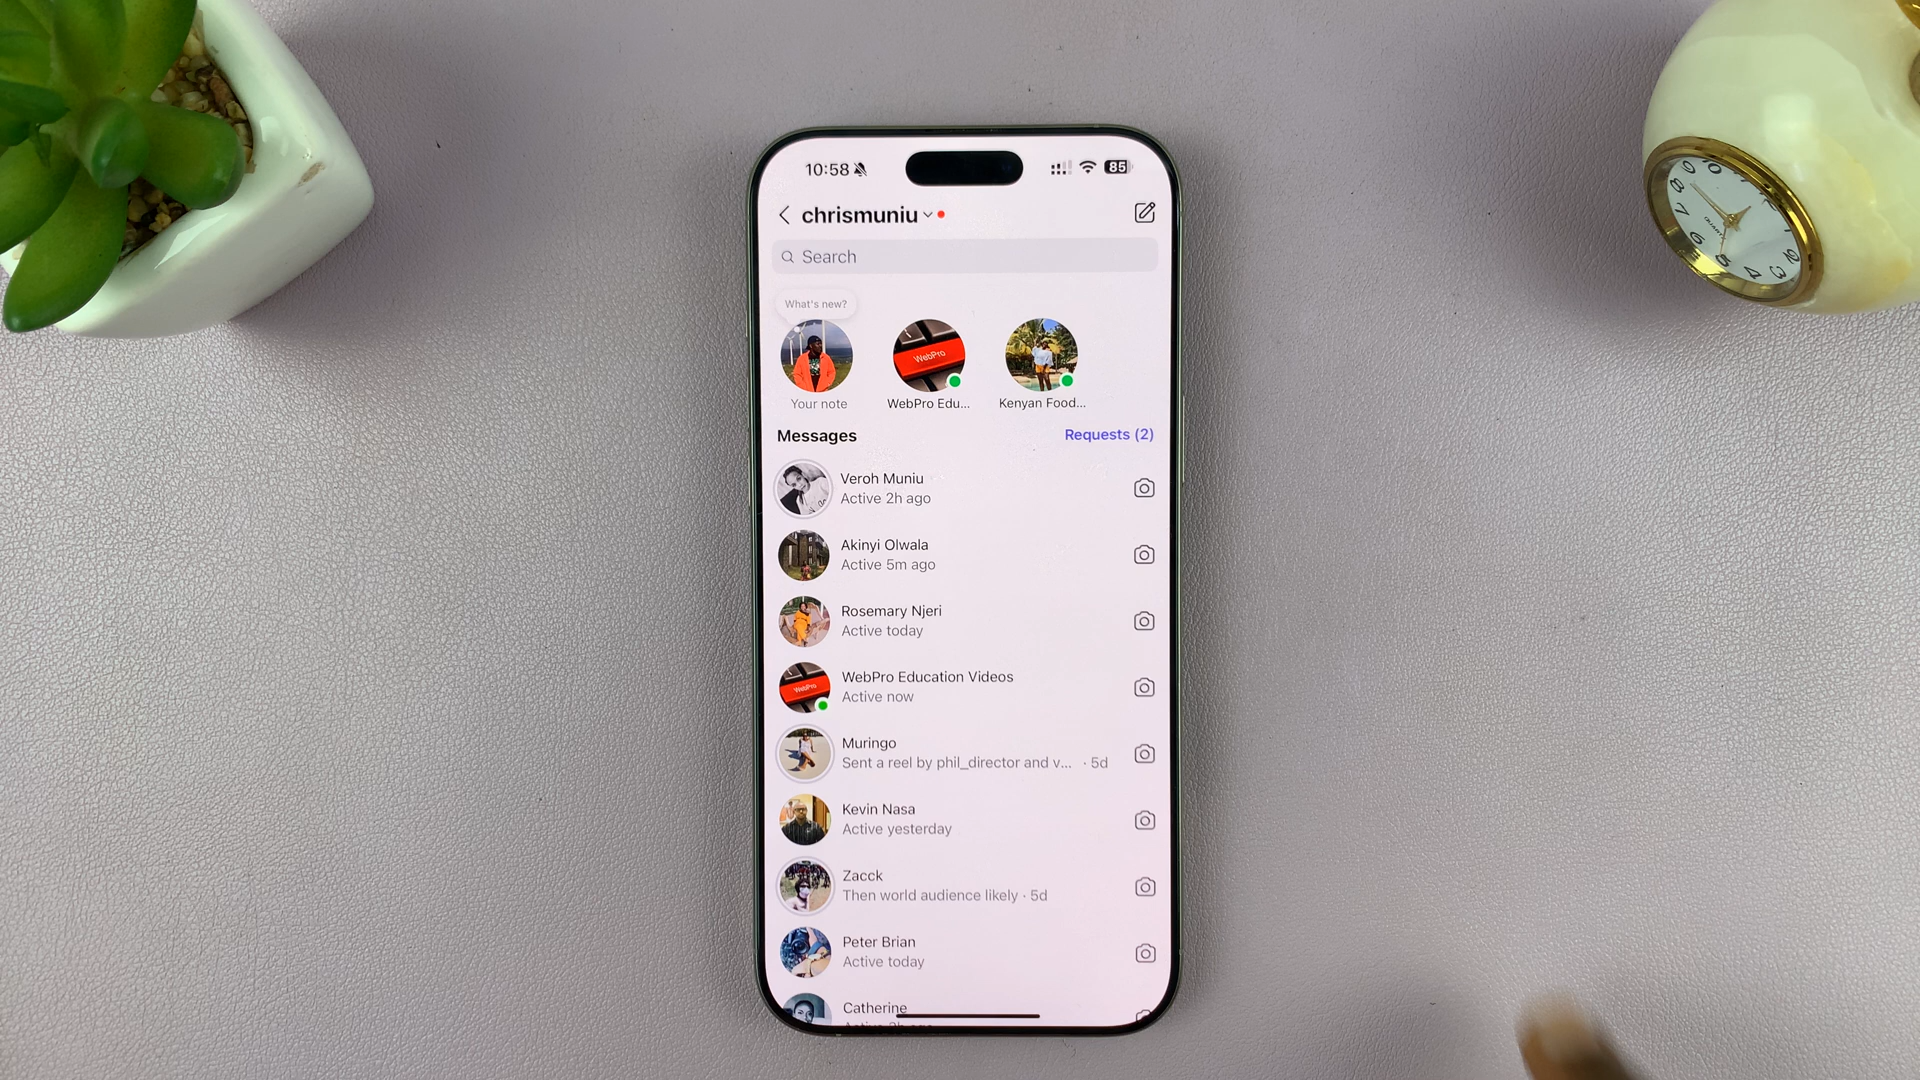 10:58
85
chrismuniu
Search
What's new?
WebPro
Your note
WebPro Edu...
Kenyan Food...
Messages
Requests (2)
Veroh Muniu
Active 2h ago
Akinyi Olwala
Active 5m ago
Rosemary Njeri
Active today
WebPro
WebPro Education Videos
Active now
Muringo
Sent a reel by phil_director and v... · 5d
Kevin Nasa
Active yesterday
Zacck
Then world audience likely · 5d
Peter Brian
Active today
Catherine
QUARTZ